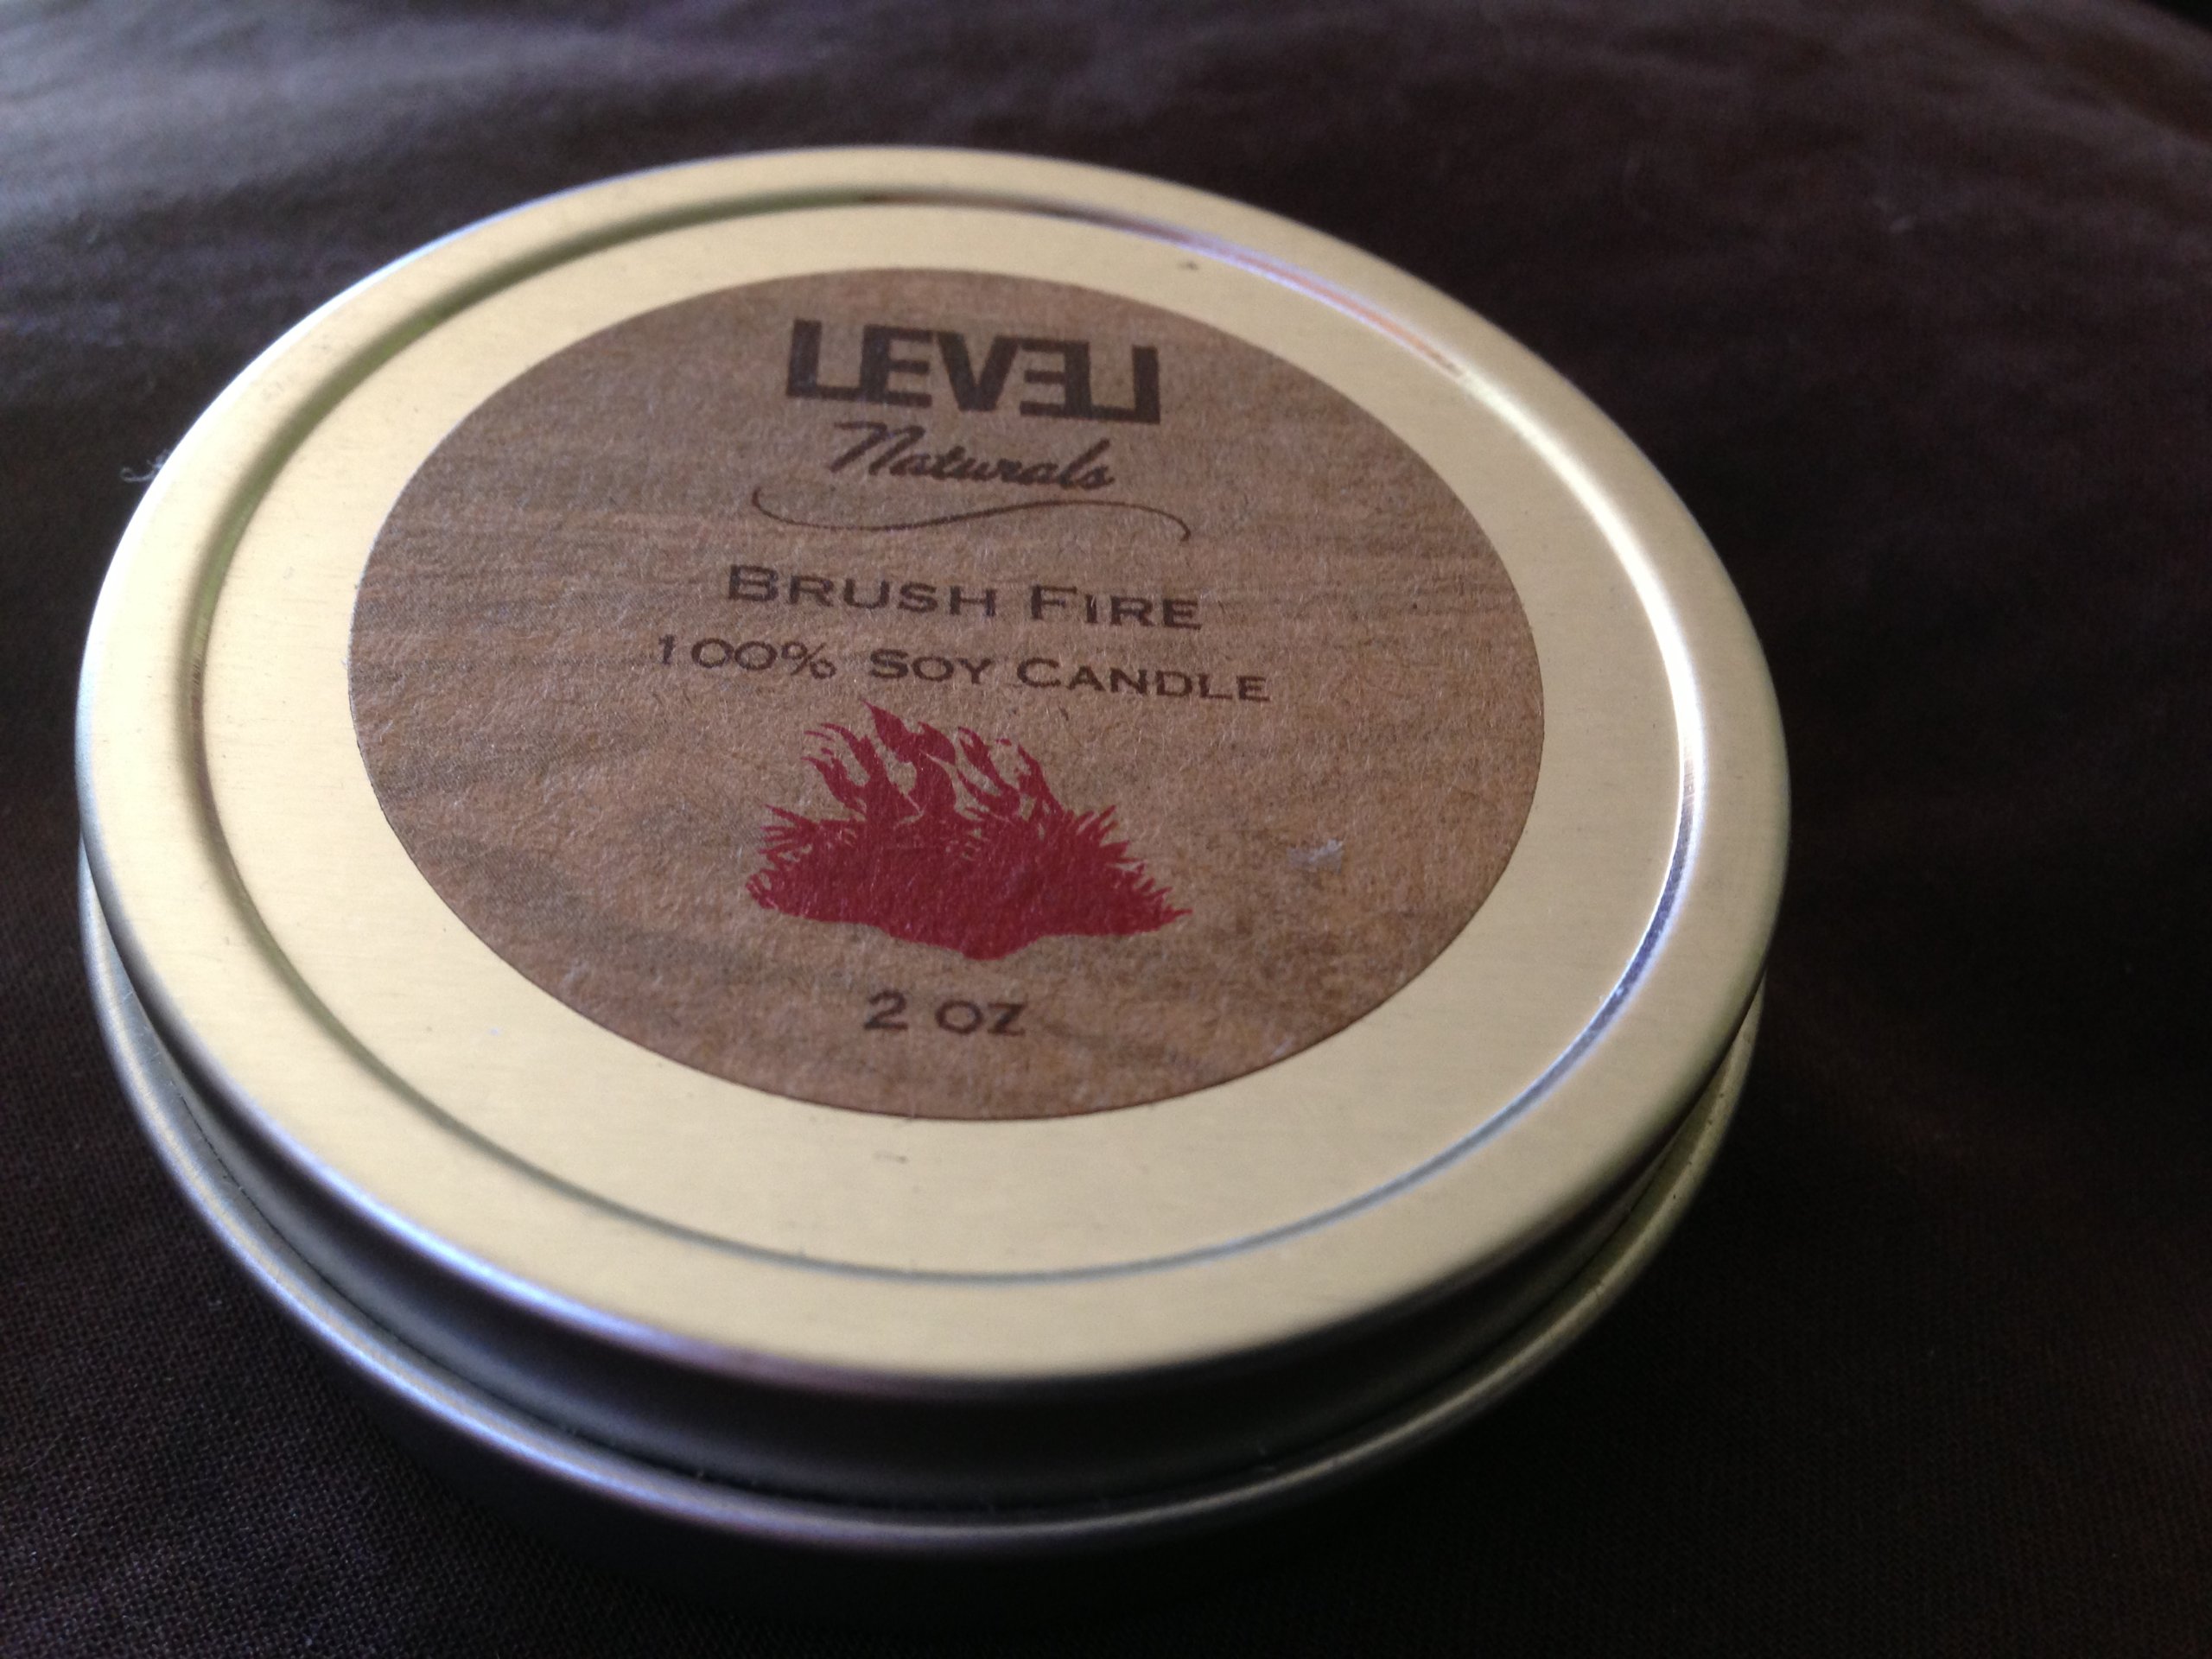 LEVEL
Naturals
BRUSH FIRE
100% SOY CANDLE
2 OZ